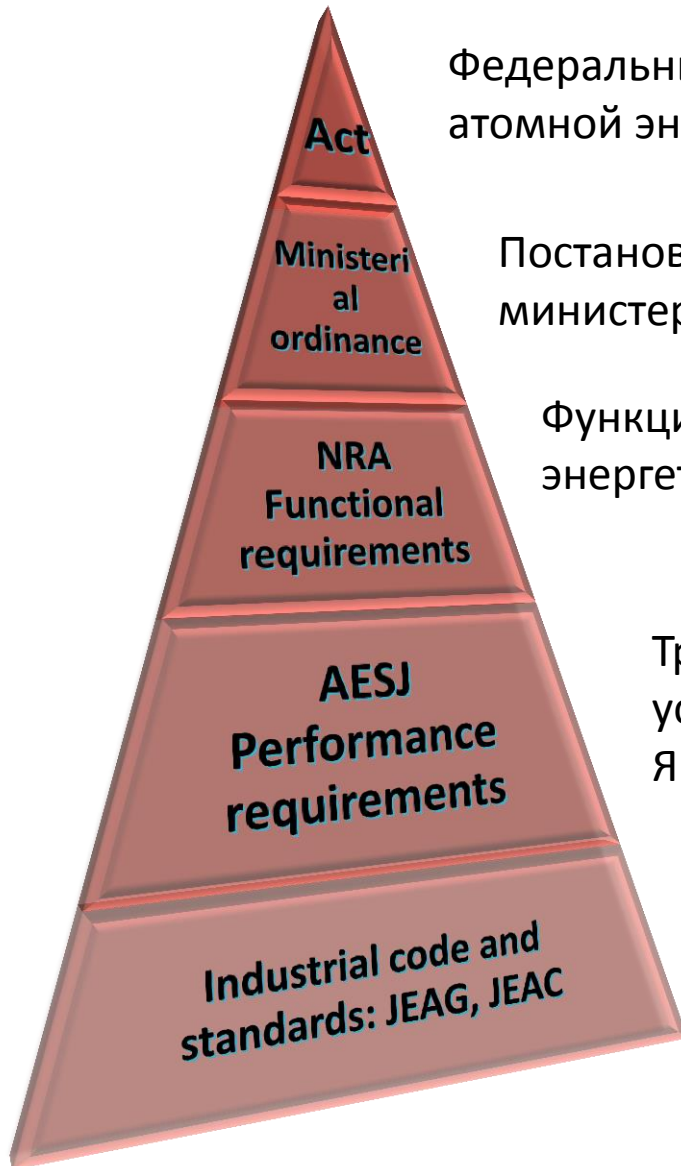 Act
Федеральн
атомной эн
Ministeri
al
ordinance
Постанов
министер
NRA
Functional
requirements
Функци
энергет
AESJ
Performance
requirements
Тр
ус
Я
Industrial code and
standards: JEAG, JEAC